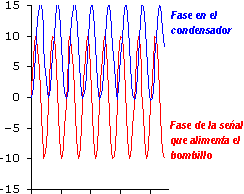 15
10
5
0
-5
-10
-15
Fase en el
condensador
Fase de la señal
que alimenta el
bombillo